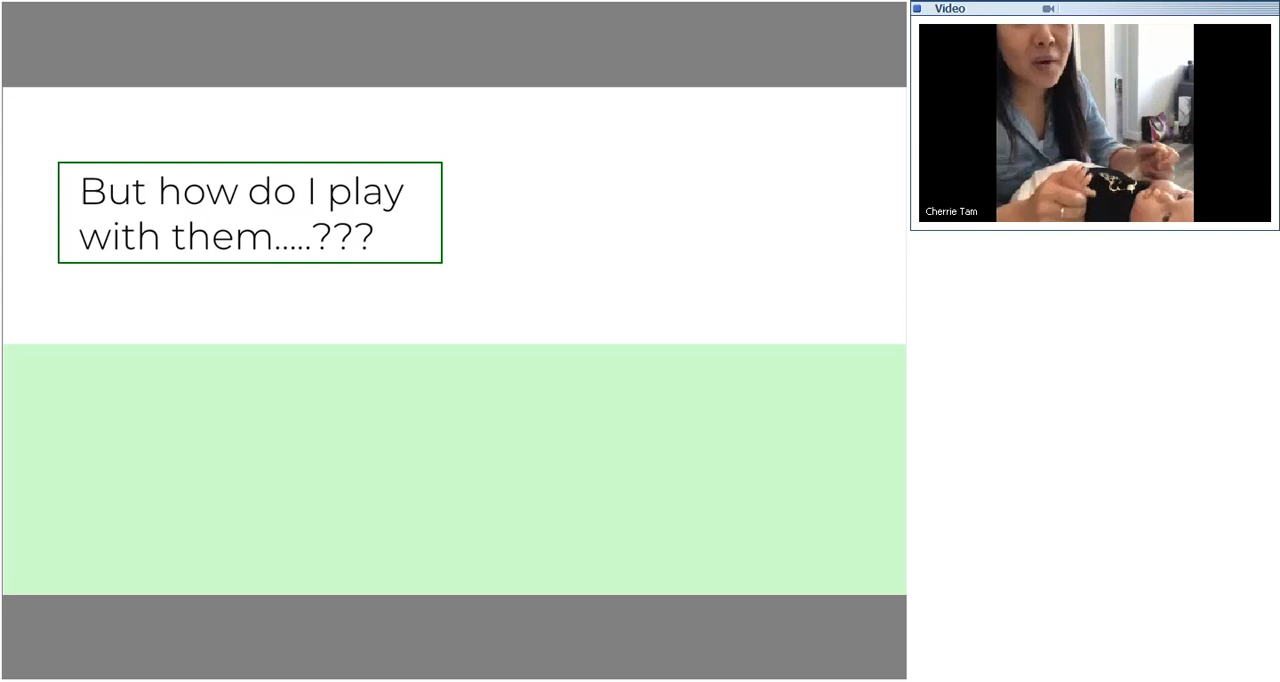 Video
But how do I play
with them.....???
Cherrie Tam